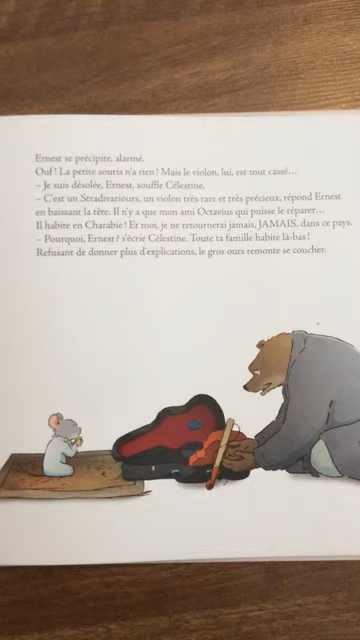 Ernest se précipite, alarmé.
Ouf ! La petite souris n'a rien ! Mais le violon, lui, est tout cassé…
– Je suis désolée, Ernest, souffle Célestine.
– C'est un Stradivariours, un violon très rare et très précieux, répond Ernest
en baissant la tête. Il n'y a que mon ami Octavius qui puisse le réparer…
Il habite en Charabie ! Et moi, je ne retournerai jamais, JAMAIS, dans ce pays.
– Pourquoi, Ernest ? s'écrie Célestine. Toute ta famille habite là-bas !
Refusant de donner plus d'explications, le gros ours remonte se coucher.